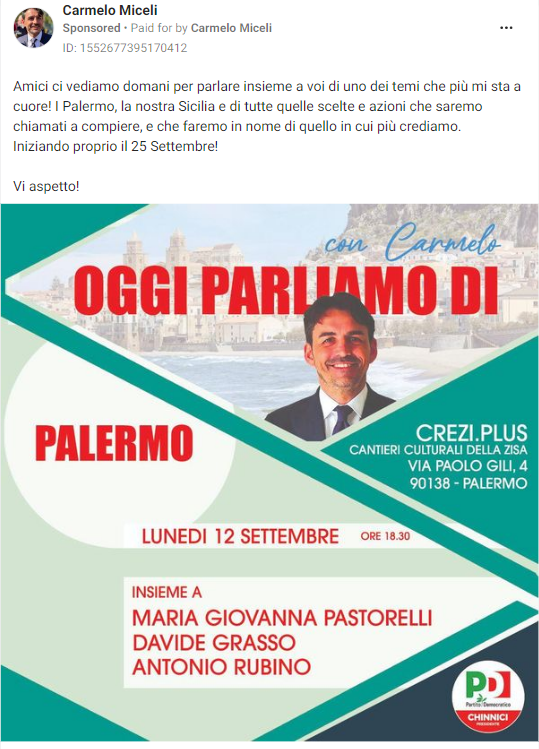 Carmelo Miceli
Sponsored • Paid for by Carmelo Miceli
ID: 1552677395170412
Amici ci vediamo domani per parlare insieme a voi di uno dei temi che più mi sta a
cuore! I Palermo, la nostra Sicilia e di tutte quelle scelte e azioni che saremo
chiamati a compiere, e che faremo in nome di quello in cui più crediamo.
Iniziando proprio il 25 Settembre!
Vi aspetto!
con Carmelo
OGGI PARLIAMO DI
PALERMO
CREZI.PLUS
CANTIERI CULTURALI DELLA ZISA
VIA PAOLO GILI, 4
90138 - PALERMO
LUNEDI 12 SETTEMBRE ORE 18.30
INSIEME A
MARIA GIOVANNA PASTORELLI
DAVIDE GRASSO
ANTONIO RUBINO
PD
Partito Democratico
CHINNICI
PRESIDENTE